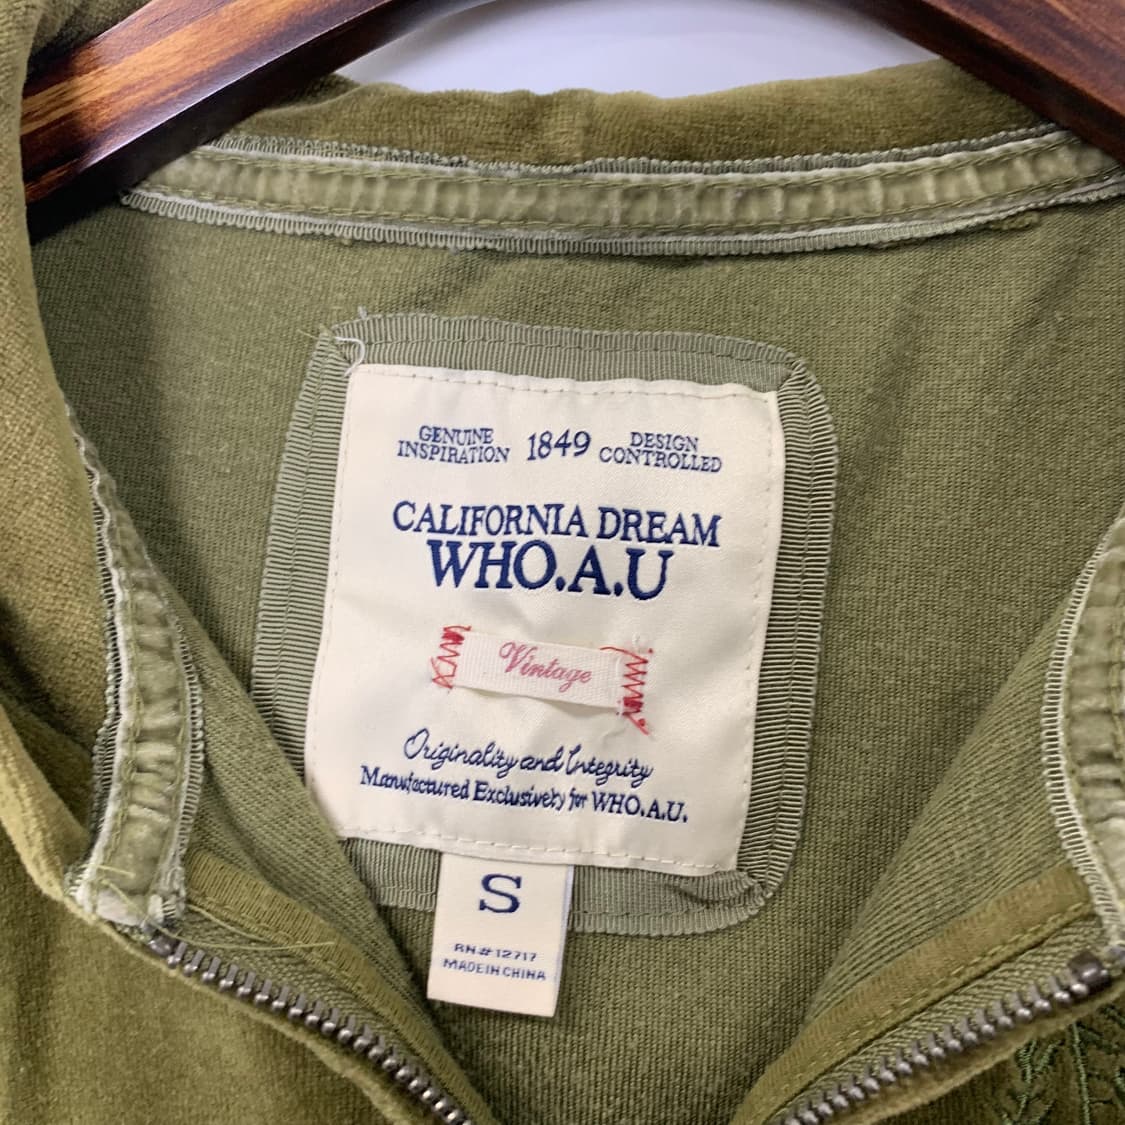 GENUINE INSPIRATION 1849 DESIGN CONTROLLED
CALIFORNIA DREAM
WHO.A.U
Vintage
Originality and Integrity
Manufactured Exclusively for WHO.A.U.
S
RN#12717
MADE IN CHINA